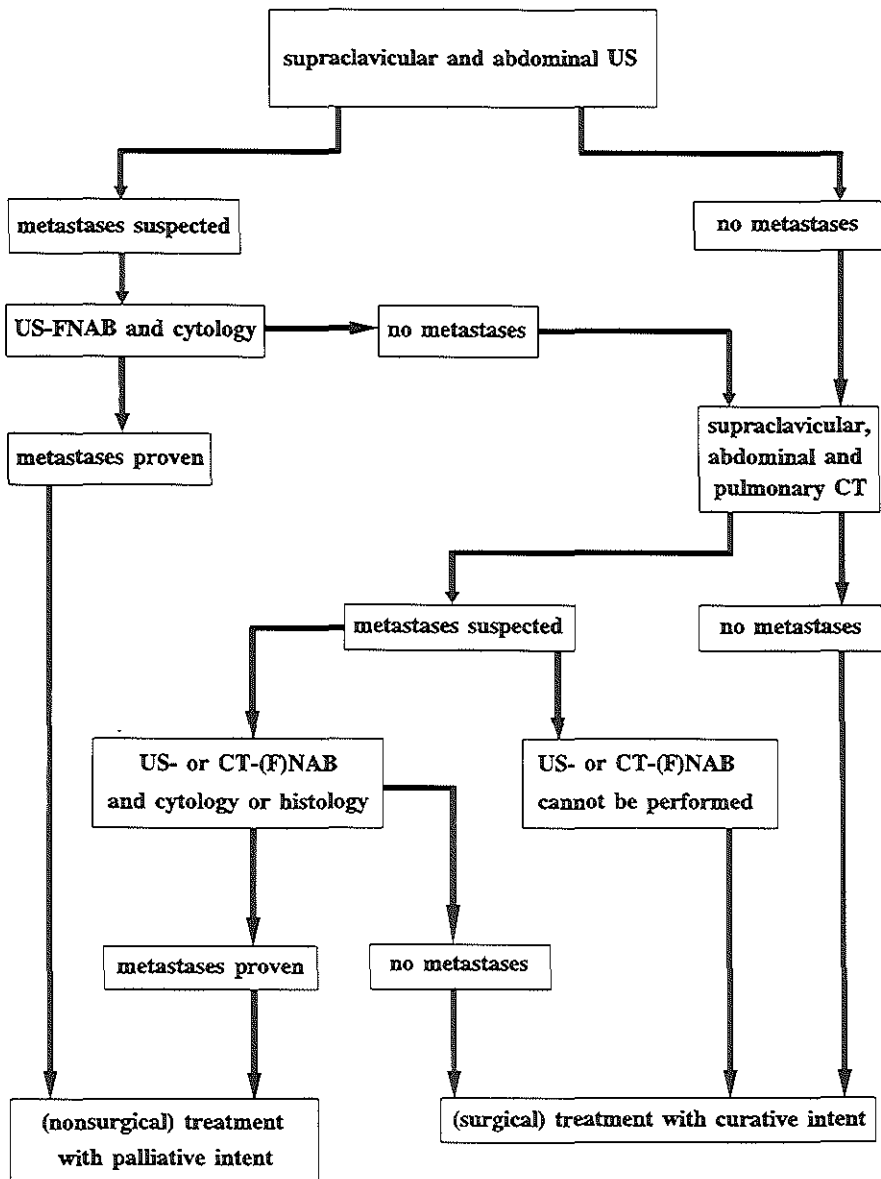 supraclavicular and abdominal US
metastases suspected
no metastases
US-FNAB and cytology
no metastases
metastases proven
supraclavicular,
abdominal and
pulmonary CT
metastases suspected
no metastases
US- or CT-(F)NAB
and cytology or histology
US- or CT-(F)NAB
cannot be performed
metastases proven
no metastases
(nonsurgical) treatment
with palliative intent
(surgical) treatment with curative intent